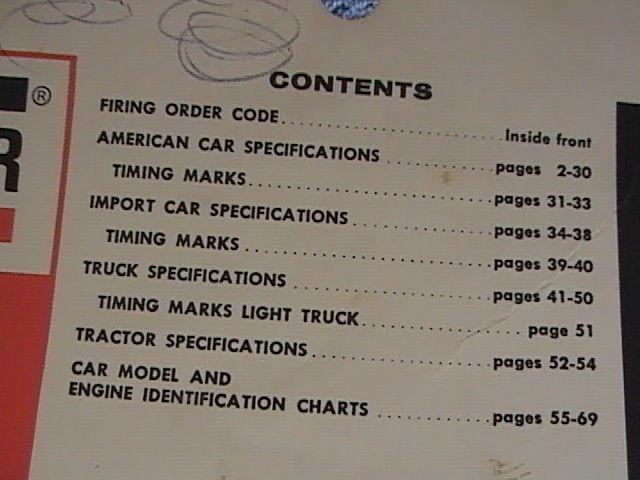 CONTENTS
®
FIRING ORDER CODE.......................... Inside front
AMERICAN CAR SPECIFICATIONS ............pages 2-30
TIMING MARKS............................pages 31-33
R
IMPORT CAR SPECIFICATIONS................pages 34-38
TIMING MARKS ...........................pages 39-40
TRUCK SPECIFICATIONS .....................pages 41-50
TIMING MARKS LIGHT TRUCK................. page 51
TRACTOR SPECIFICATIONS...................pages 52-54
CAR MODEL AND
ENGINE IDENTIFICATION CHARTS ............pages 55-69